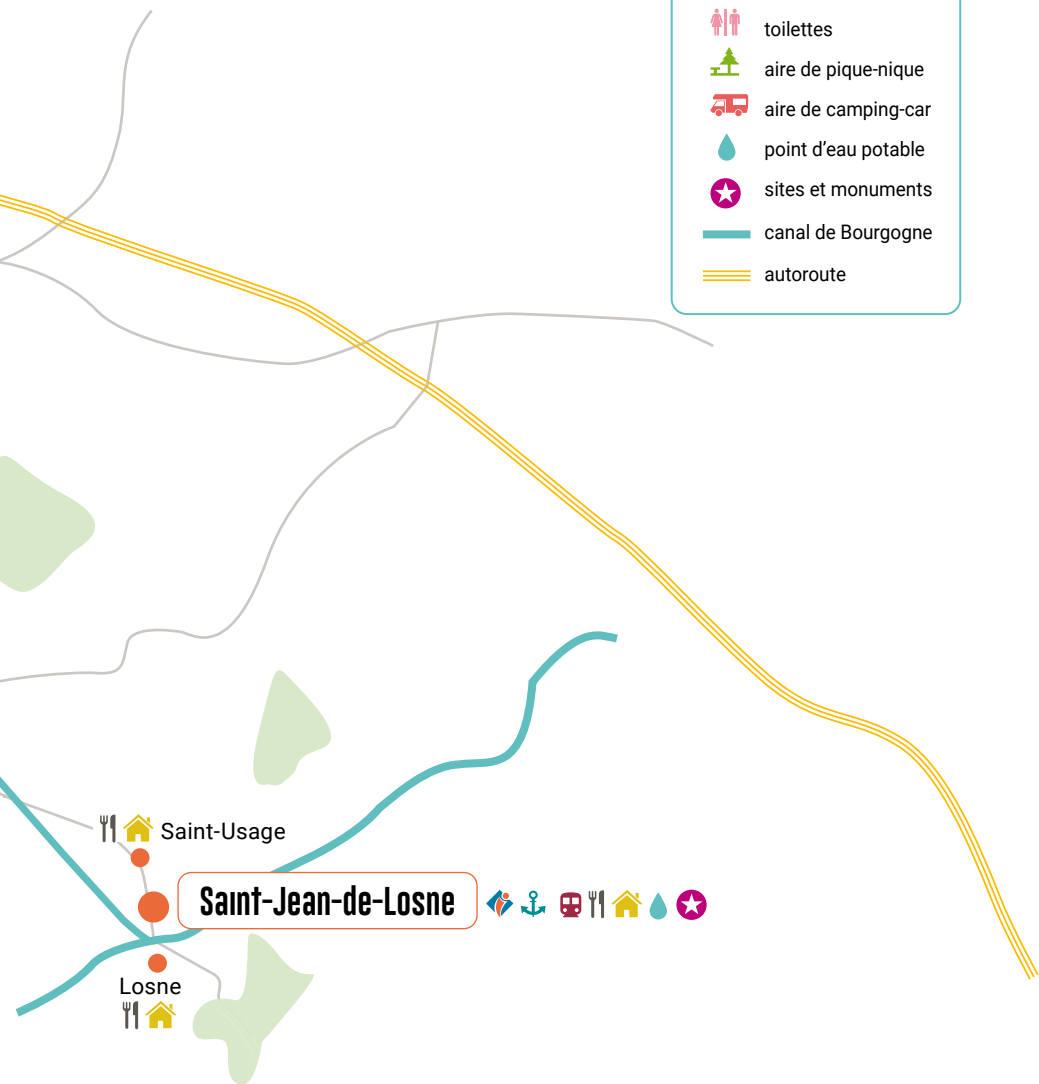 toilettes
aire de pique-nique
aire de camping-car
point d’eau potable
sites et monuments
canal de Bourgogne
autoroute
Saint-Usage
Saint-Jean-de-Losne
Losne